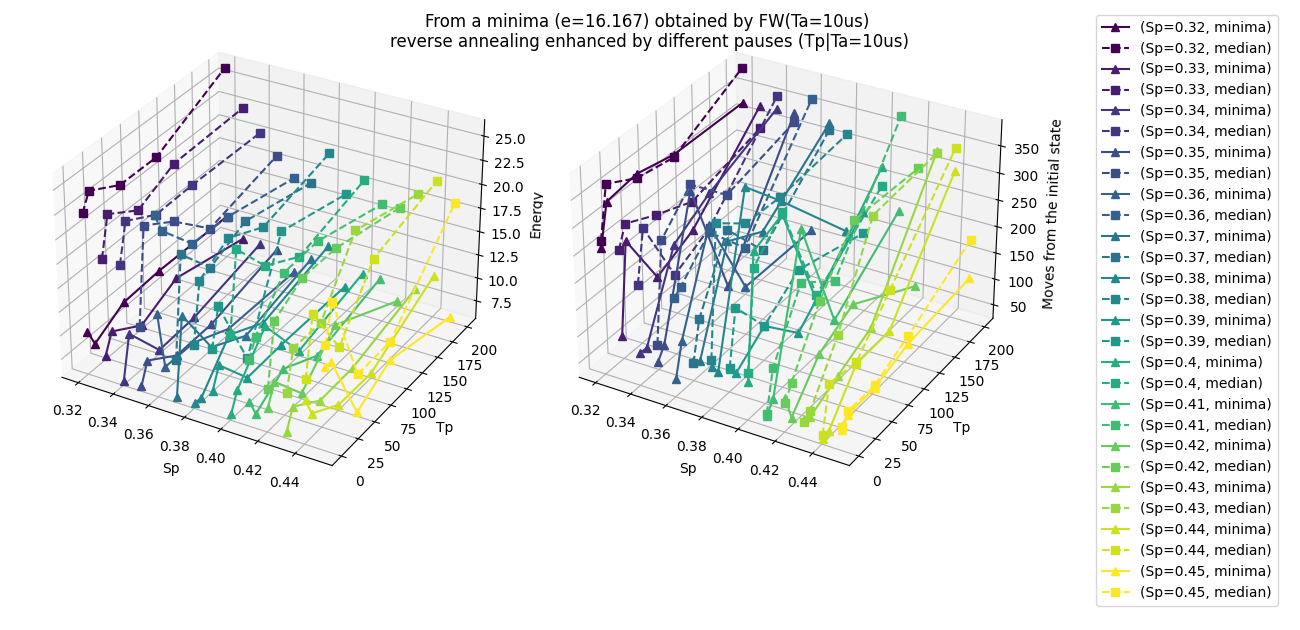 From a minima (e=16.167) obtained by FW(Ta=10us)
reverse annealing enhanced by different pauses (Tp|Ta=10us)
25.0
22.5
20.0
17.5
15.0
12.5
10.0
7.5
Energy
0.32
0.34
0.36
0.38
0.40
0.42
0.44
Sp
0
25
50
75
100
125
150
175
200
Tp
350
300
250
200
150
100
50
Moves from the initial state
0.32
0.34
0.36
0.38
0.40
0.42
0.44
Sp
0
25
50
75
100
125
150
175
200
Tp
(Sp=0.32, minima)
(Sp=0.32, median)
(Sp=0.33, minima)
(Sp=0.33, median)
(Sp=0.34, minima)
(Sp=0.34, median)
(Sp=0.35, minima)
(Sp=0.35, median)
(Sp=0.36, minima)
(Sp=0.36, median)
(Sp=0.37, minima)
(Sp=0.37, median)
(Sp=0.38, minima)
(Sp=0.38, median)
(Sp=0.39, minima)
(Sp=0.39, median)
(Sp=0.4, minima)
(Sp=0.4, median)
(Sp=0.41, minima)
(Sp=0.41, median)
(Sp=0.42, minima)
(Sp=0.42, median)
(Sp=0.43, minima)
(Sp=0.43, median)
(Sp=0.44, minima)
(Sp=0.44, median)
(Sp=0.45, minima)
(Sp=0.45, median)